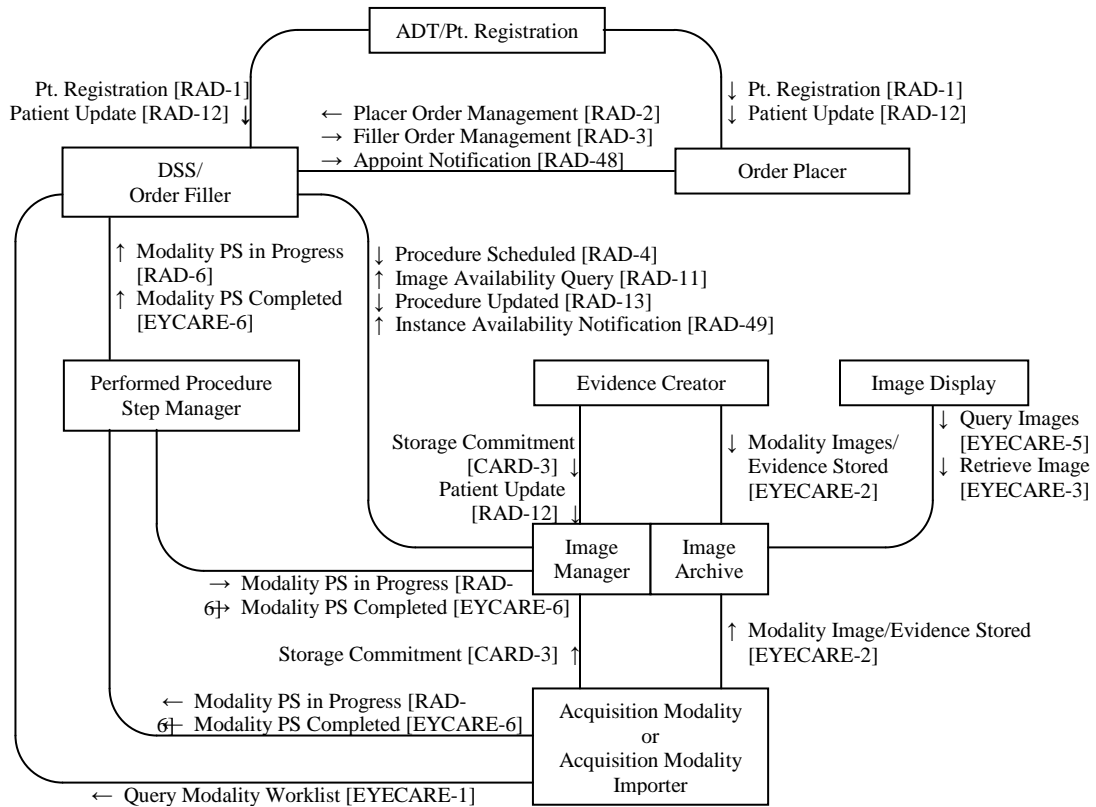 ADT/Pt. Registration
Pt. Registration [RAD-1]
Patient Update [RAD-12] ↓
← Placer Order Management [RAD-2]
→ Filler Order Management [RAD-3]
→ Appoint Notification [RAD-48]
↓ Pt. Registration [RAD-1]
↓ Patient Update [RAD-12]
DSS/
Order Filler
Order Placer
↑ Modality PS in Progress
[RAD-6]
↑ Modality PS Completed
[EYCARE-6]
↓ Procedure Scheduled [RAD-4]
↑ Image Availability Query [RAD-11]
↓ Procedure Updated [RAD-13]
↑ Instance Availability Notification [RAD-49]
Performed Procedure
Step Manager
Evidence Creator
Image Display
Storage Commitment
[CARD-3] ↓
Patient Update
[RAD-12] ↓
↓ Modality Images/
Evidence Stored
[EYECARE-2]
↓ Query Images
[EYECARE-5]
↓ Retrieve Image
[EYECARE-3]
Image
Manager
Image
Archive
→ Modality PS in Progress [RAD-
6]
→ Modality PS Completed [EYCARE-6]
Storage Commitment [CARD-3] ↑
↑ Modality Image/Evidence Stored
[EYECARE-2]
← Modality PS in Progress [RAD-
6]
← Modality PS Completed [EYCARE-6]
Acquisition Modality
or
Acquisition Modality
Importer
← Query Modality Worklist [EYECARE-1]